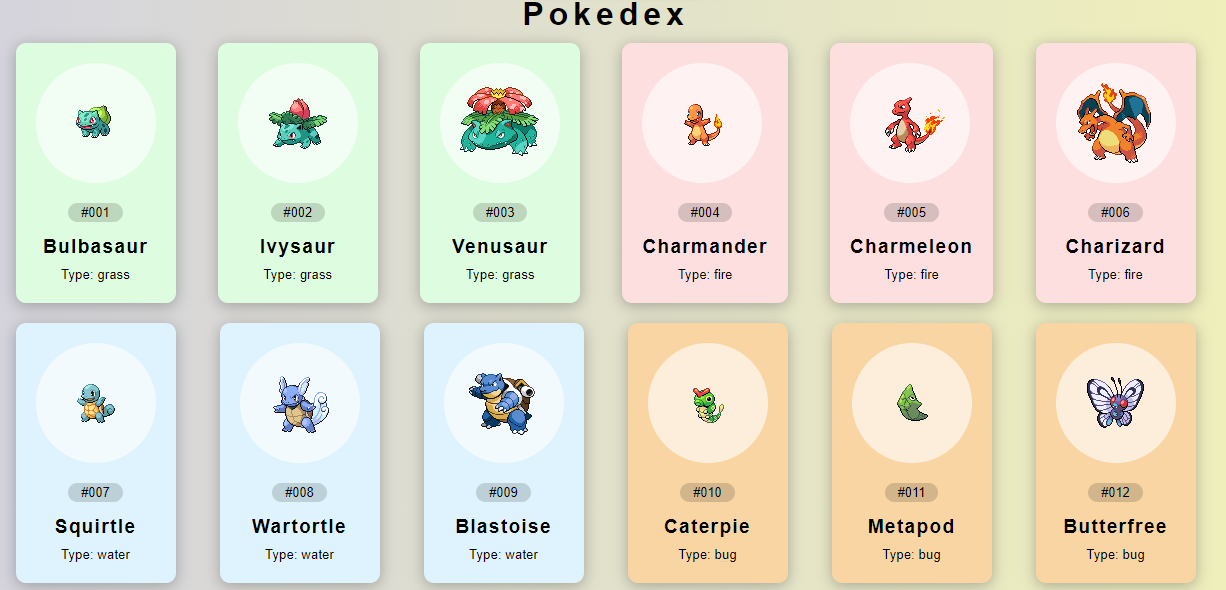 Pokedex
#001
Bulbasaur
Type: grass
#002
Ivysaur
Type: grass
#003
Venusaur
Type: grass
#004
Charmander
Type: fire
#005
Charmeleon
Type: fire
#006
Charizard
Type: fire
#007
Squirtle
Type: water
#008
Wartortle
Type: water
#009
Blastoise
Type: water
#010
Caterpie
Type: bug
#011
Metapod
Type: bug
#012
Butterfree
Type: bug